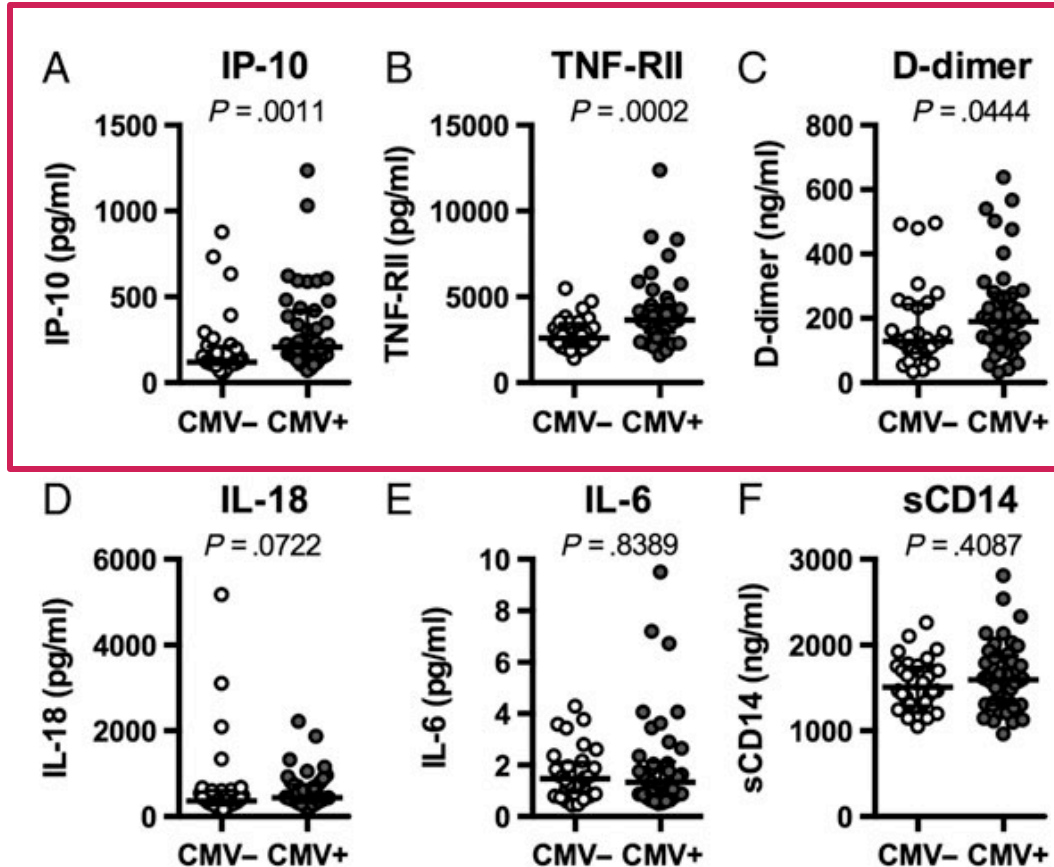 A IP-10 B TNF-RII C D-dimer
P = .0011 P = .0002 P = .0444
IP-10 (pg/ml)
1500
1000
500
0
CMV– CMV+
TNF-RII (pg/ml)
15000
10000
5000
0
CMV– CMV+
D-dimer (ng/ml)
800
600
400
200
0
CMV– CMV+
D IL-18 E IL-6 F sCD14
P = .0722 P = .8389 P = .4087
IL-18 (pg/ml)
6000
4000
2000
0
CMV– CMV+
IL-6 (pg/ml)
10
8
6
4
2
0
CMV– CMV+
sCD14 (ng/ml)
3000
2000
1000
0
CMV– CMV+